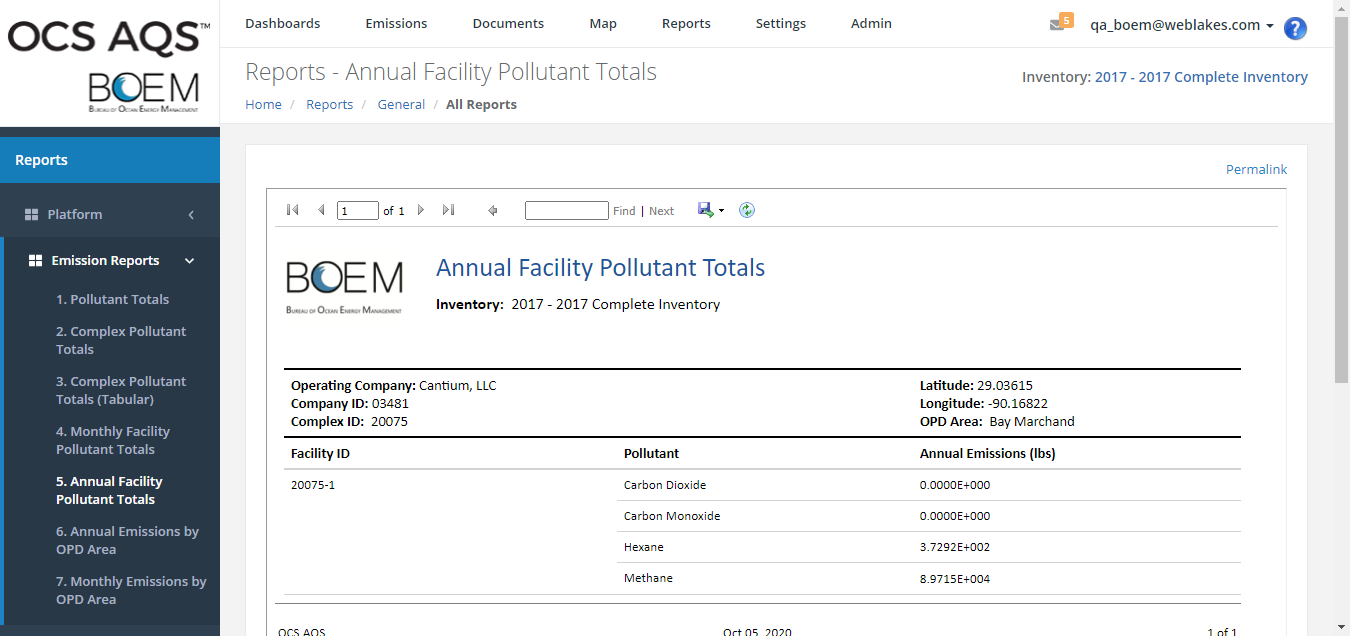 OCS AQS™
BOEM
BUREAU OF OCEAN ENERGY MANAGEMENT
Dashboards
Emissions
Documents
Map
Reports
Settings
Admin
5
qa_boem@weblakes.com
?
Reports - Annual Facility Pollutant Totals
Inventory: 2017 - 2017 Complete Inventory
Home / Reports / General / All Reports
Reports
Platform
Emission Reports
1. Pollutant Totals
2. Complex Pollutant
Totals
3. Complex Pollutant
Totals (Tabular)
4. Monthly Facility
Pollutant Totals
5. Annual Facility
Pollutant Totals
6. Annual Emissions by
OPD Area
7. Monthly Emissions by
OPD Area
Permalink
1 of 1
Find | Next
BOEM
BUREAU OF OCEAN ENERGY MANAGEMENT
Annual Facility Pollutant Totals
Inventory: 2017 - 2017 Complete Inventory
Operating Company: Cantium, LLC
Company ID: 03481
Complex ID: 20075
Latitude: 29.03615
Longitude: -90.16822
OPD Area: Bay Marchand
Facility ID Pollutant Annual Emissions (lbs)
20075-1 Carbon Dioxide 0.0000E+000
Carbon Monoxide 0.0000E+000
Hexane 3.7292E+002
Methane 8.9715E+004
OCS AQS Oct 05, 2020 1 of 1